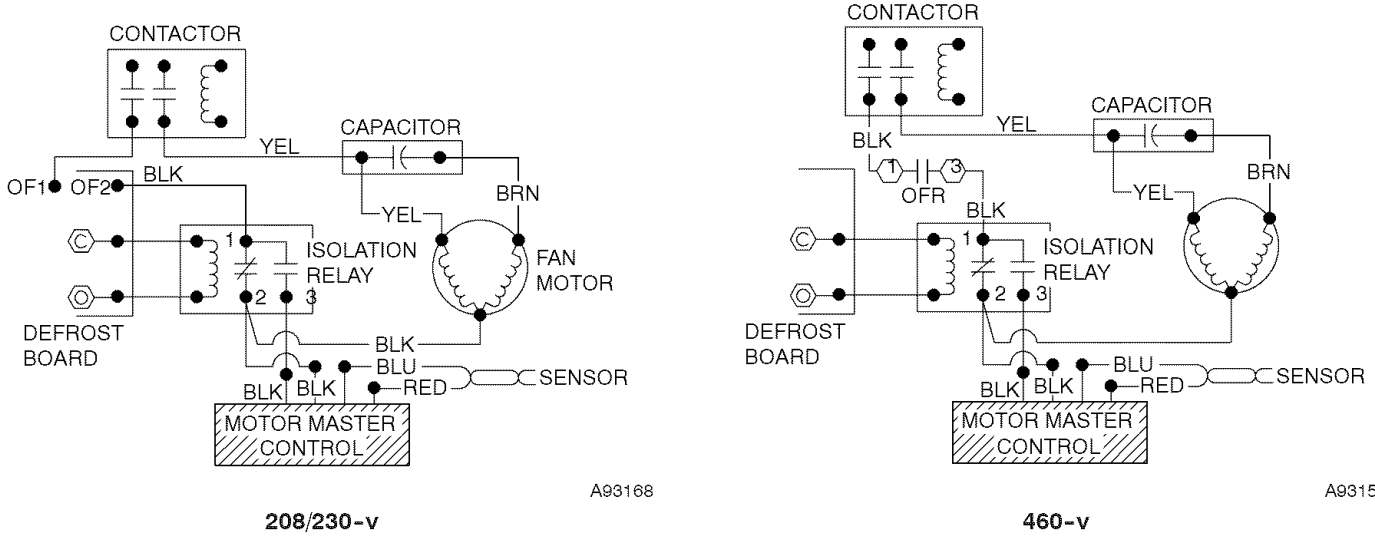 CONTACTOR
YEL
CAPACITOR
OF1
OF2
BLK
BRN
YEL
C
1
ISOLATION
RELAY
FAN
MOTOR
O
2
3
DEFROST
BOARD
BLK
BLU
RED
SENSOR
BLK
BLK
MOTOR MASTER
CONTROL
A93168
208/230-v
CONTACTOR
YEL
CAPACITOR
BLK
1
3
OFR
BRN
YEL
BLK
C
1
ISOLATION
RELAY
O
2
3
DEFROST
BOARD
BLU
RED
SENSOR
BLK
BLK
MOTOR MASTER
CONTROL
A9315
460-v